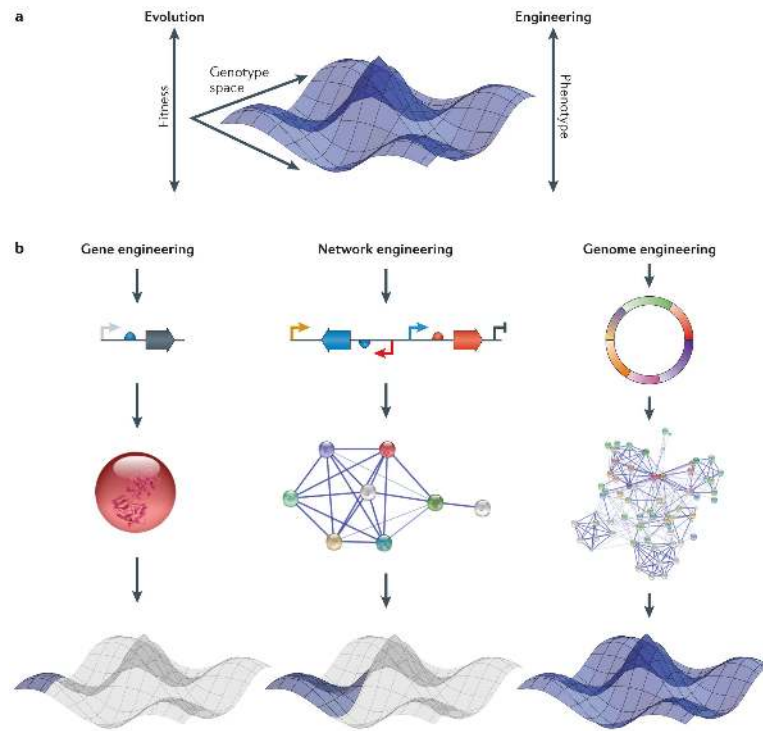 a
Evolution
Engineering
Genotype
space
Fitness
Phenotype
b
Gene engineering
Network engineering
Genome engineering